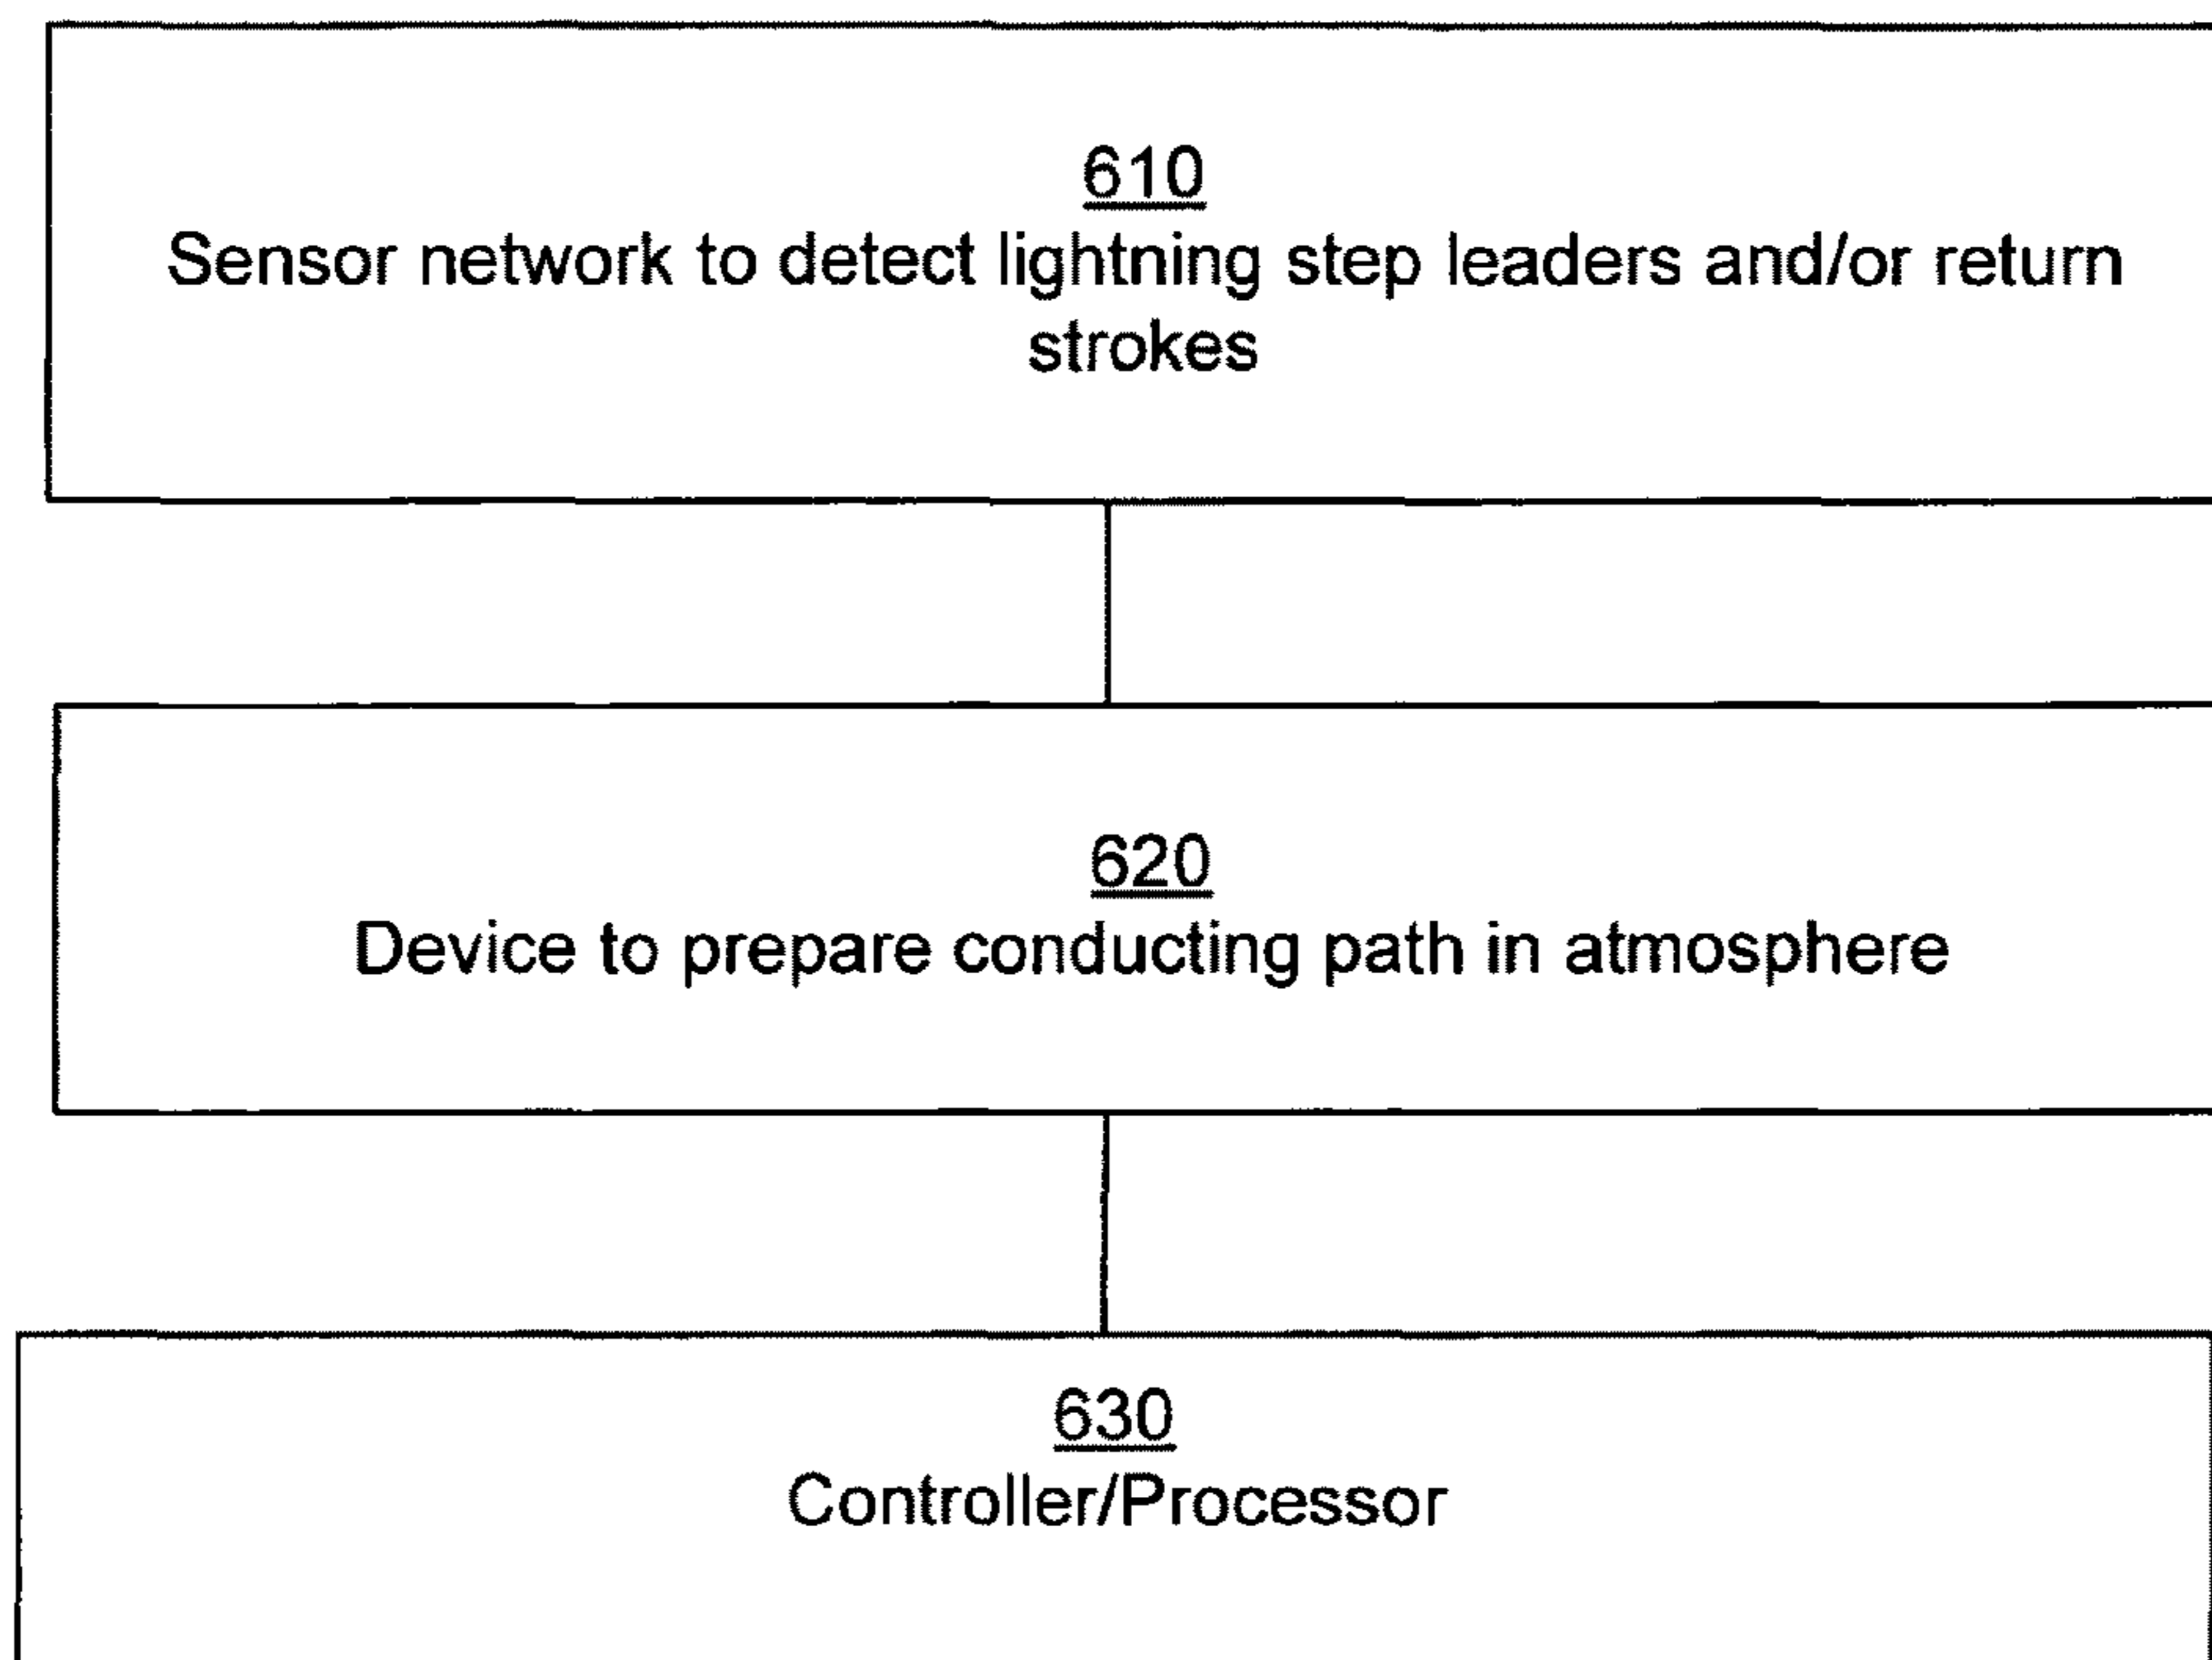 610
Sensor network to detect lightning step leaders and/or return
strokes
620
Device to prepare conducting path in atmosphere
630
Controller/Processor